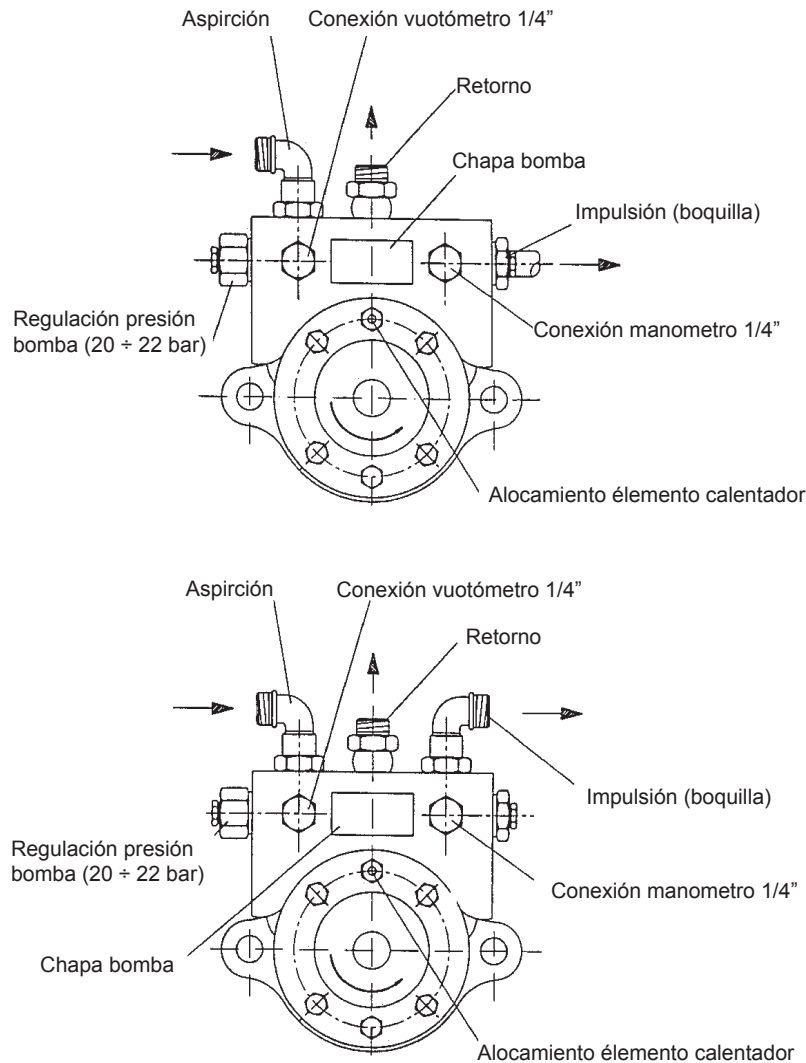 Aspirción
Conexión vuotómetro 1/4”
Retorno
Chapa bomba
Impulsión (boquilla)
Regulación presión
bomba (20 ÷ 22 bar)
Conexión manometro 1/4”
Alocamiento élemento calentador
Aspirción
Conexión vuotómetro 1/4”
Retorno
Impulsión (boquilla)
Regulación presión
bomba (20 ÷ 22 bar)
Conexión manometro 1/4”
Chapa bomba
Alocamiento élemento calentador